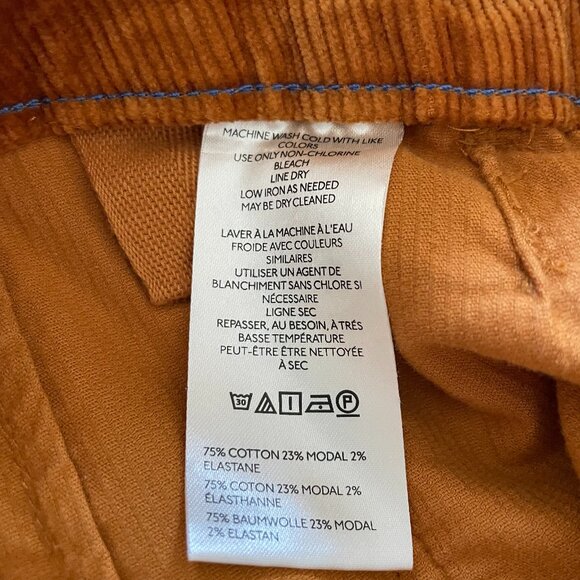 MACHINE WASH COLD WITH LIKE
COLORS
USE ONLY NON-CHLORINE
BLEACH
LINE DRY
LOW IRON AS NEEDED
MAY BE DRY CLEANED
LAVER À LA MACHINE À L'EAU
FROIDE AVEC COULEURS
SIMILAIRES
UTILISER UN AGENT DE
BLANCHIMENT SANS CHLORE SI
NÉCESSAIRE
LIGNE SEC
REPASSER, AU BESOIN, À TRÈS
BASSE TEMPÉRATURE
PEUT-ÊTRE ÊTRE NETTOYÉE
À SEC
30 P
75% COTTON 23% MODAL 2%
ELASTANE
75% COTON 23% MODAL 2%
ÉLASTHANNE
75% BAUMWOLLE 23% MODAL
2% ELASTAN